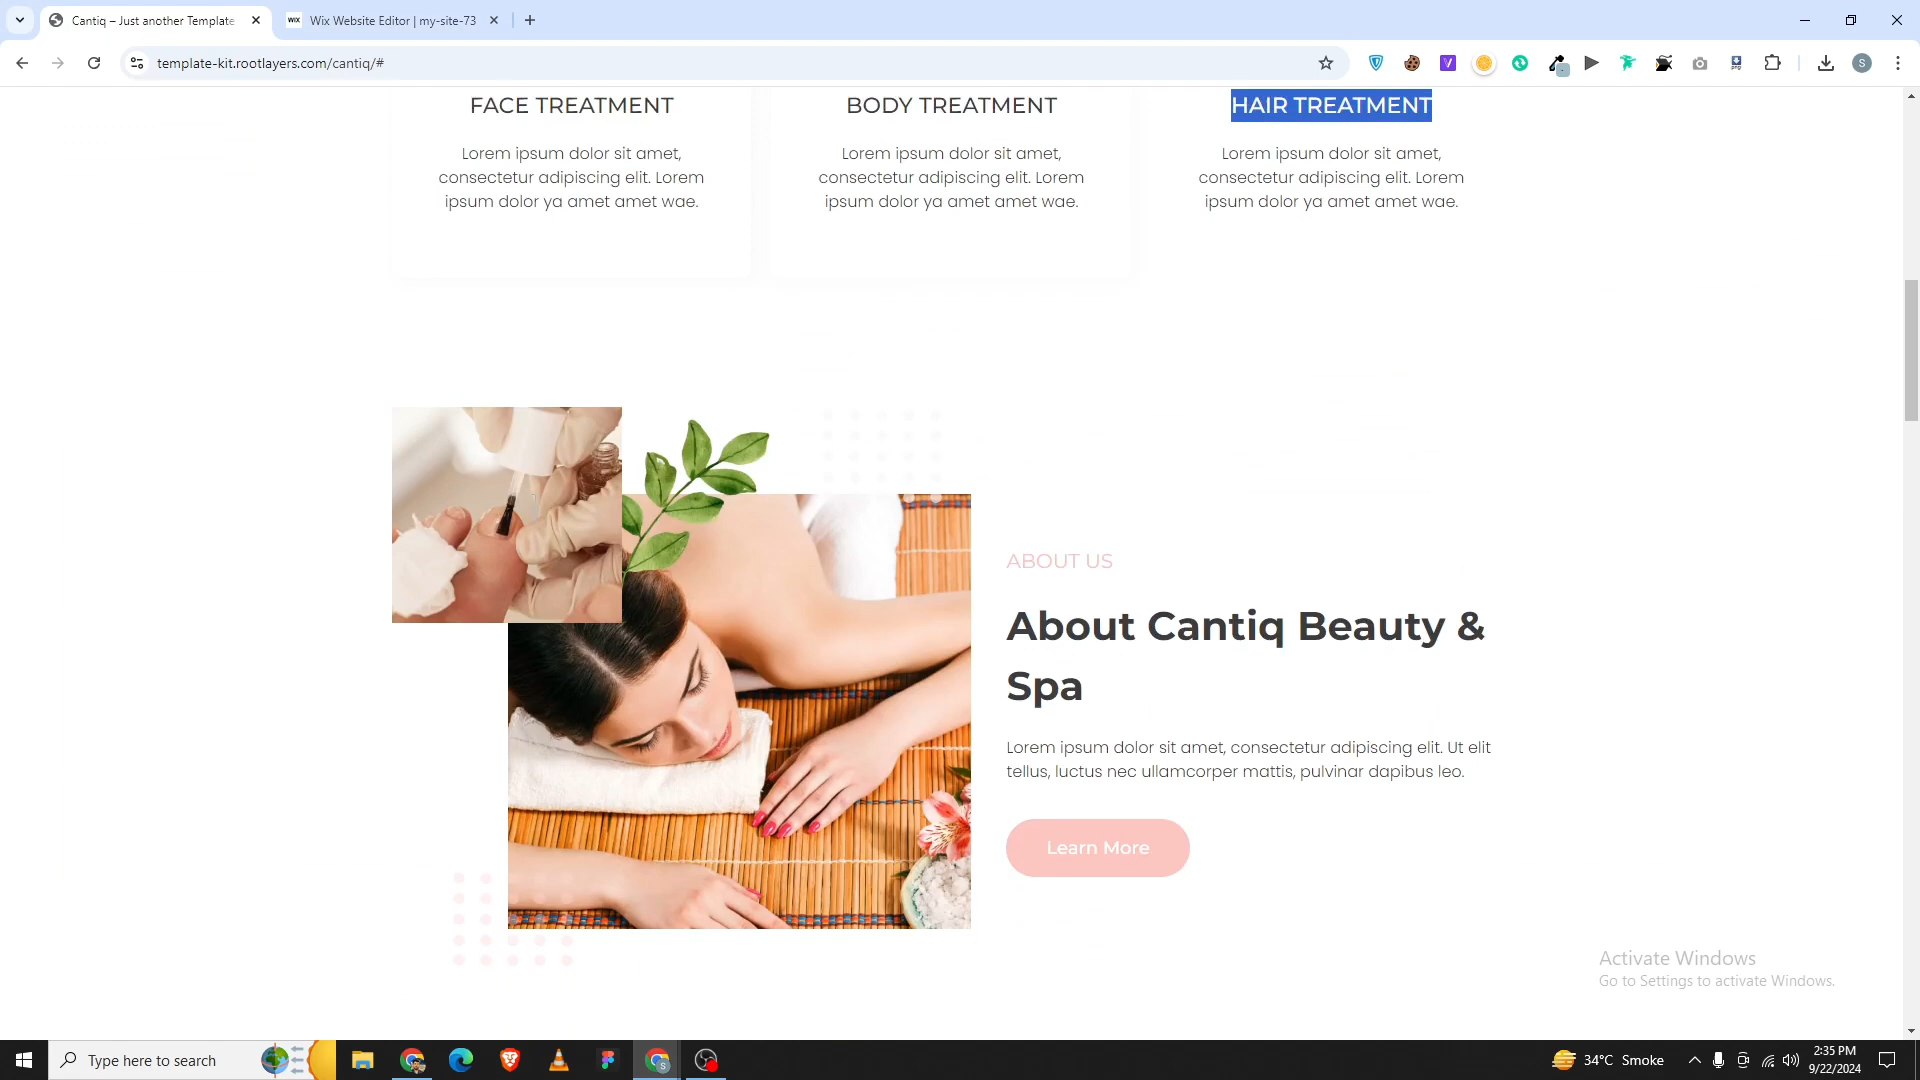 Cantiq – Just another Template
WIX
Wix Website Editor | my-site-73
template-kit.rootlayers.com/cantiq/#
S
FACE TREATMENT
Lorem ipsum dolor sit amet,
consectetur adipiscing elit. Lorem
ipsum dolor ya amet amet wae.
BODY TREATMENT
Lorem ipsum dolor sit amet,
consectetur adipiscing elit. Lorem
ipsum dolor ya amet amet wae.
HAIR TREATMENT
Lorem ipsum dolor sit amet,
consectetur adipiscing elit. Lorem
ipsum dolor ya amet amet wae.
ABOUT US
About Cantiq Beauty &
Spa
Lorem ipsum dolor sit amet, consectetur adipiscing elit. Ut elit
tellus, luctus nec ullamcorper mattis, pulvinar dapibus leo.
Learn More
Activate Windows
Go to Settings to activate Windows.
Type here to search
34°C Smoke
2:35 PM
9/22/2024